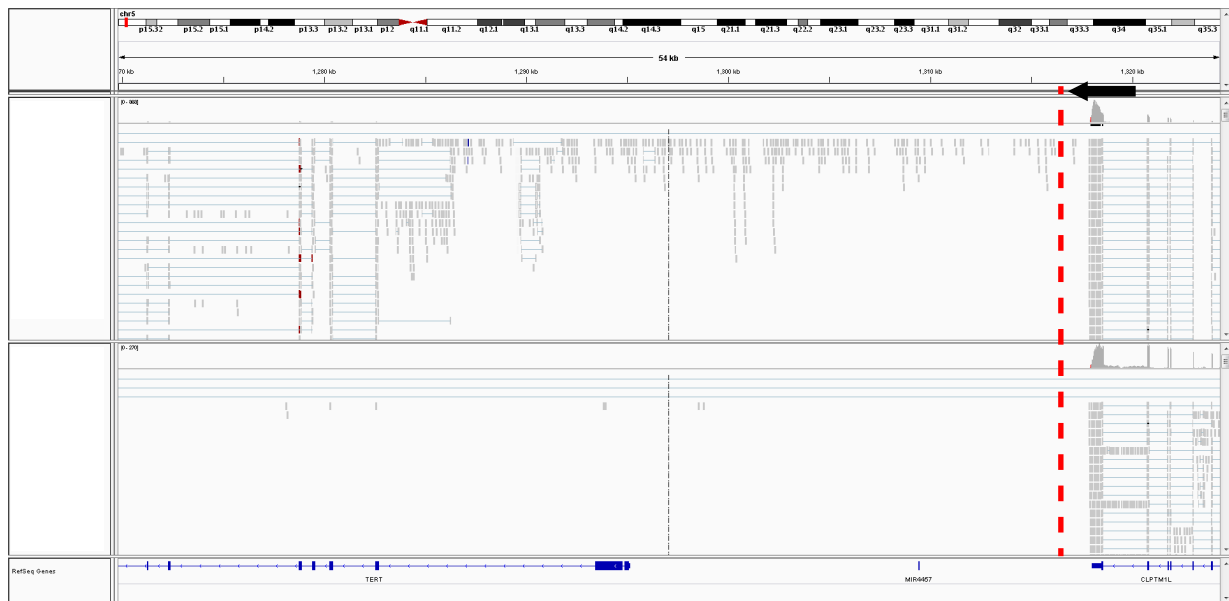 chr5
p15.32 p15.2 p15.1 p14.2 p13.3 p13.2 p13.1 p12 q11.1 q11.2 q12.1 q13.1 q13.3 q14.2 q14.3 q15 q21.1 q21.3 q22.2 q23.1 q23.2 q23.3 q31.1 q31.2 q32 q33.1 q33.3 q34 q35.1 q35.3
54 kb
70 kb 1,280 kb 1,290 kb 1,300 kb 1,310 kb 1,320 kb
[0 - 270]
RefSeq Genes
TERT MIR4457 CLPTM1L